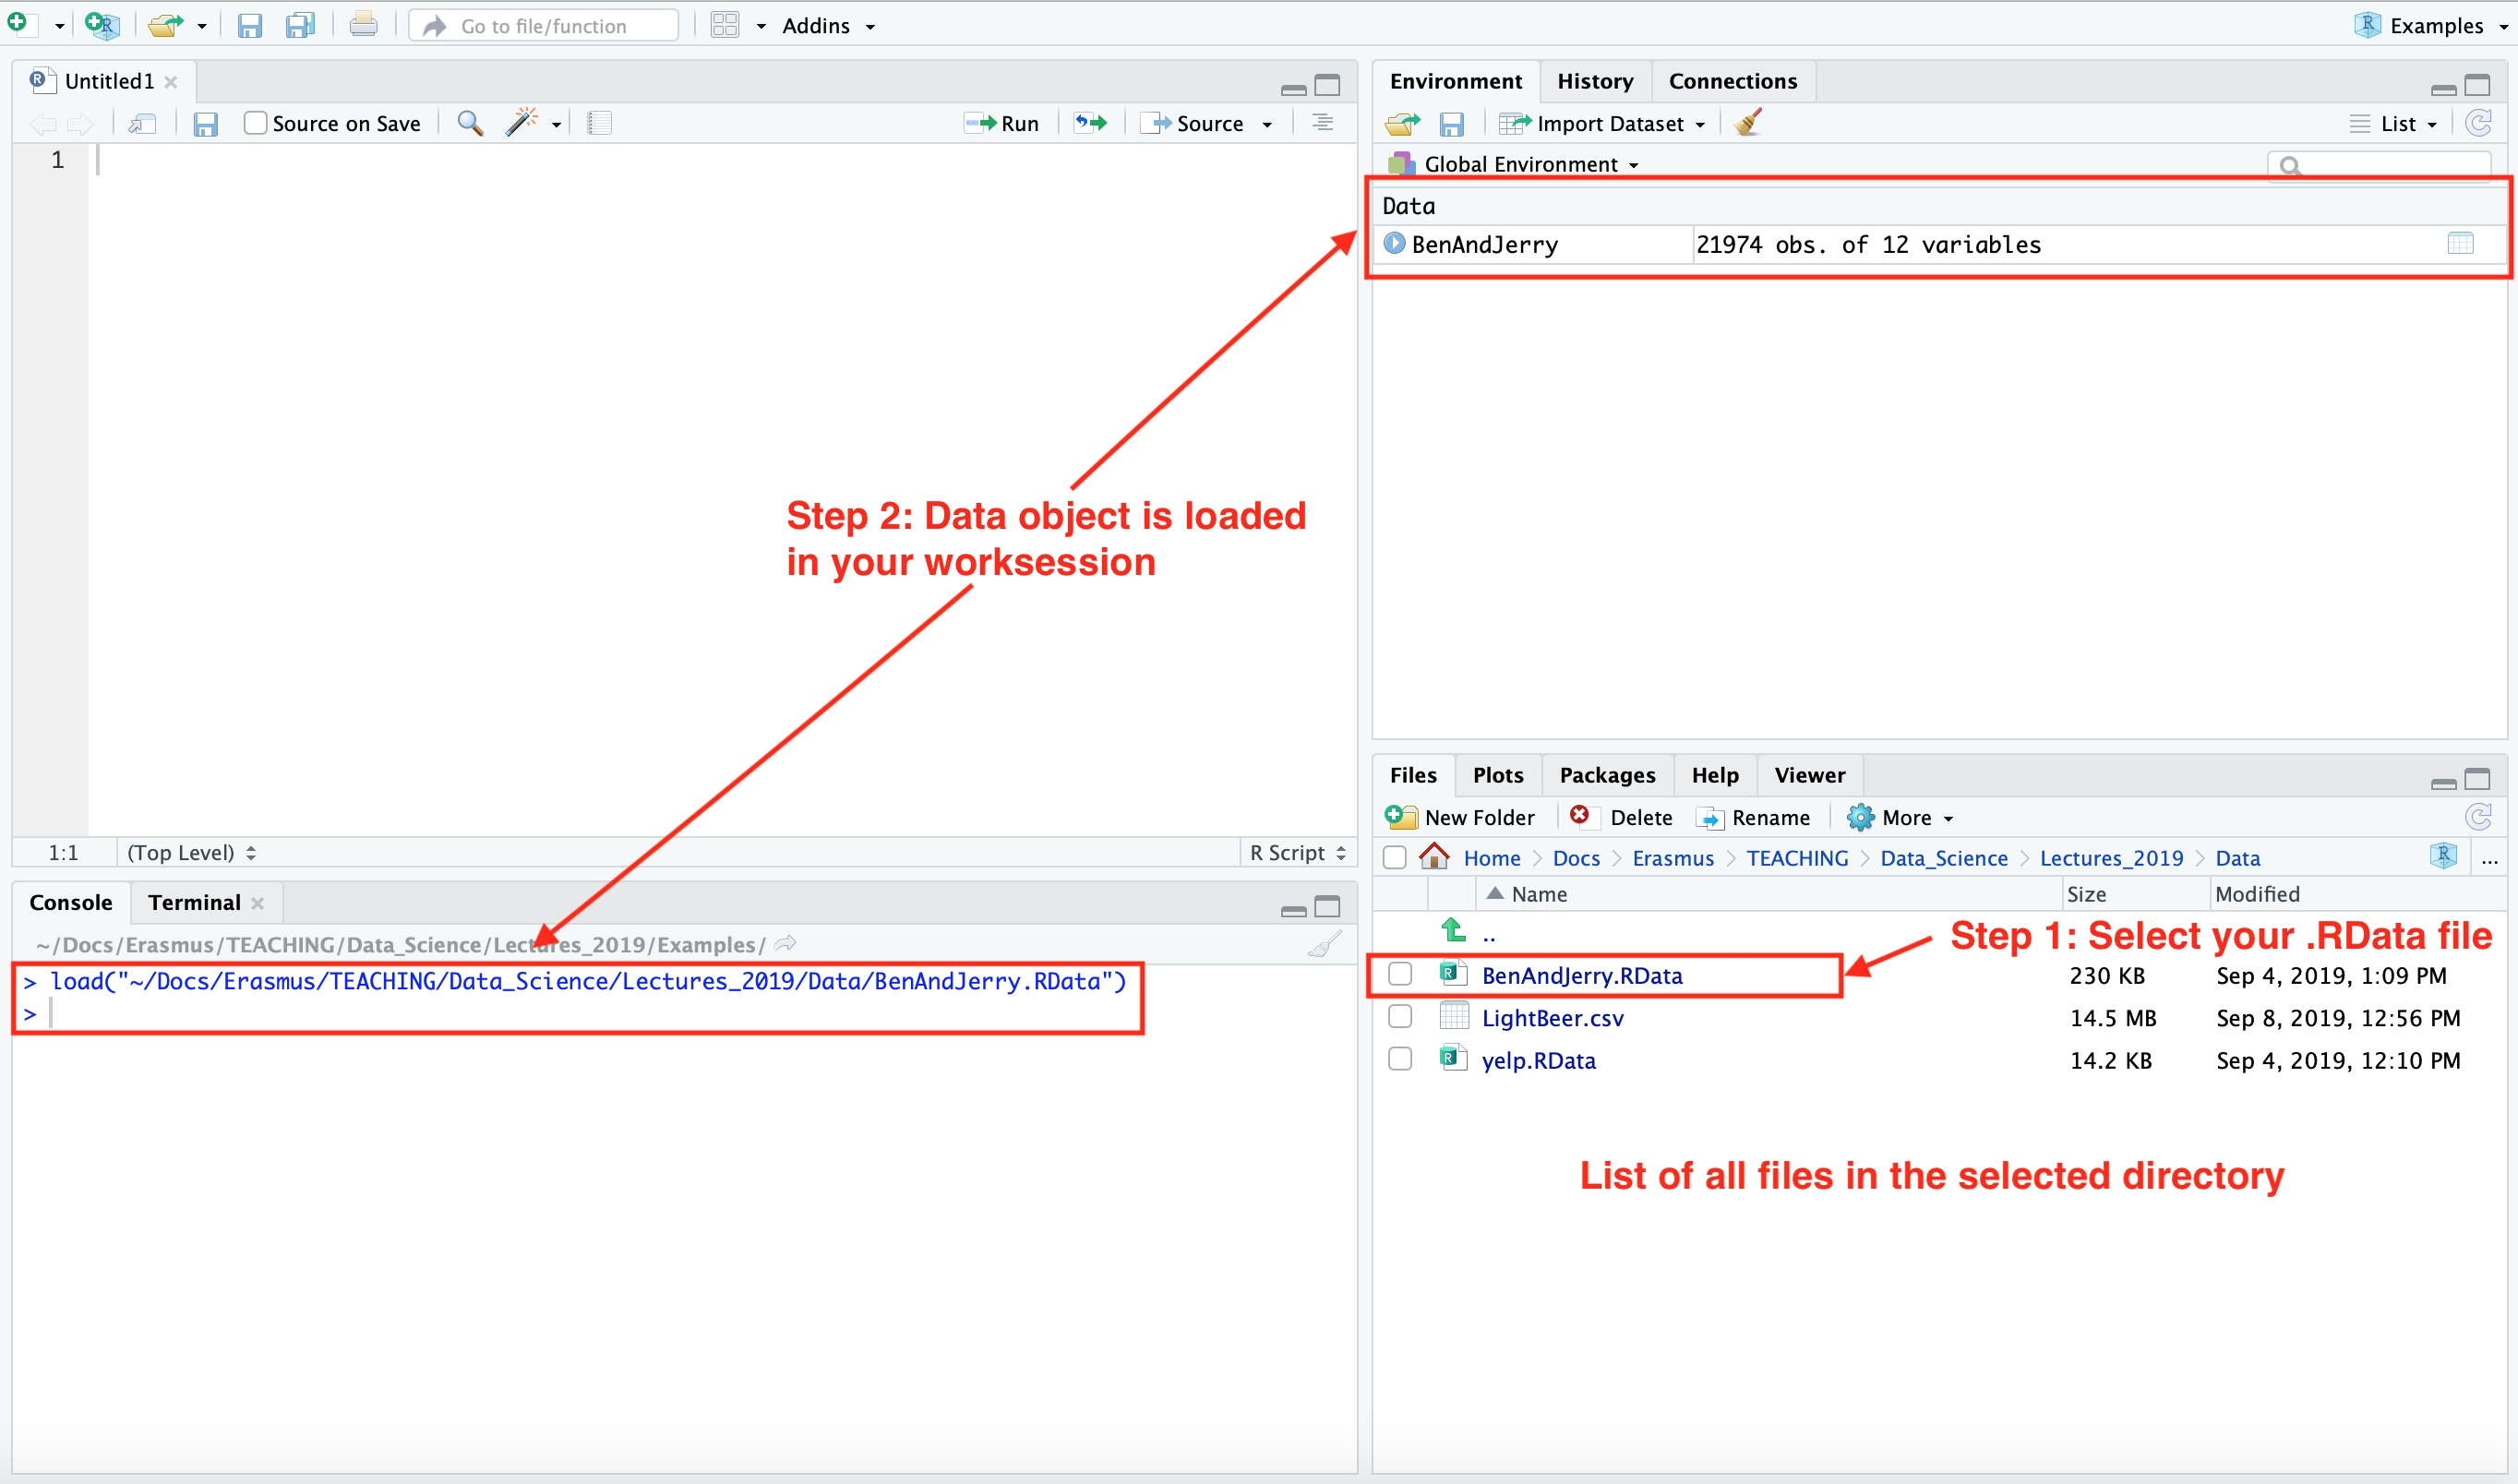 Go to file/function
Addins
Examples
Untitled1
Source on Save
Run
Source
1
1:1
(Top Level)
R Script
Step 2: Data object is loaded
in your worksession
Console
Terminal
~/Docs/Erasmus/TEACHING/Data_Science/Lectures_2019/Examples/
> load("~/Docs/Erasmus/TEACHING/Data_Science/Lectures_2019/Data/BenAndJerry.RData")
>
Environment
History
Connections
Import Dataset
List
Global Environment
Data
BenAndJerry 21974 obs. of 12 variables
Files
Plots
Packages
Help
Viewer
New Folder
Delete
Rename
More
Home > Docs > Erasmus > TEACHING > Data_Science > Lectures_2019 > Data
...
Name Size Modified
..
Step 1: Select your .RData file
BenAndJerry.RData 230 KB Sep 4, 2019, 1:09 PM
LightBeer.csv 14.5 MB Sep 8, 2019, 12:56 PM
yelp.RData 14.2 KB Sep 4, 2019, 12:10 PM
List of all files in the selected directory